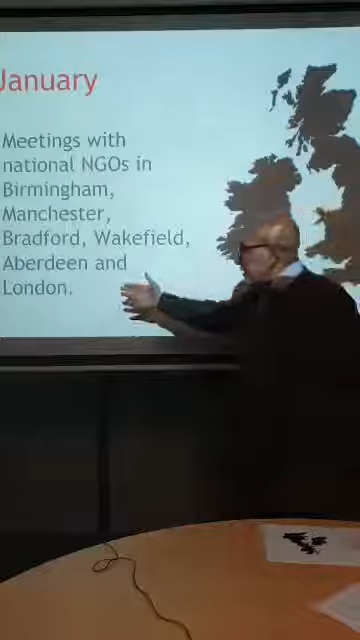 January
Meetings with
national NGOs in
Birmingham,
Manchester,
Bradford, Wakefield,
Aberdeen and
London.